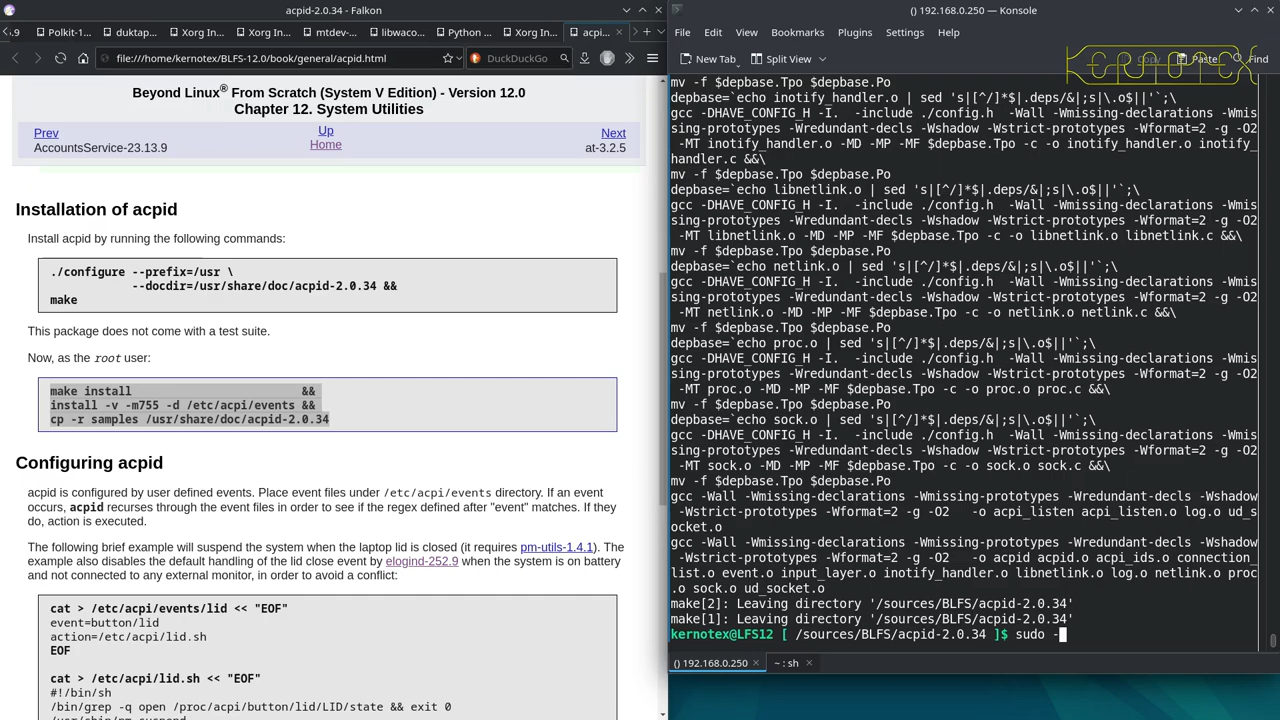 acpid-2.0.34 - Falkon
.9
Polkit-1...
duktap...
Xorg In...
Xorg In...
mtdev-...
libwaco...
Python ...
Xorg In...
acpi...
file:///home/kernotex/BLFS-12.0/book/general/acpid.html
DuckDuckGo
Beyond Linux® From Scratch (System V Edition) - Version 12.0
Chapter 12. System Utilities
Prev
Up
Next
AccountsService-23.13.9
Home
at-3.2.5
Installation of acpid
Install acpid by running the following commands:
./configure --prefix=/usr \
--docdir=/usr/share/doc/acpid-2.0.34 &&
make
This package does not come with a test suite.
Now, as the root user:
make install &&
install -v -m755 -d /etc/acpi/events &&
cp -r samples /usr/share/doc/acpid-2.0.34
Configuring acpid
acpid is configured by user defined events. Place event files under /etc/acpi/events directory. If an event
occurs, acpid recurses through the event files in order to see if the regex defined after "event" matches. If they
do, action is executed.
The following brief example will suspend the system when the laptop lid is closed (it requires pm-utils-1.4.1). The
example also disables the default handling of the lid close event by elogind-252.9 when the system is on battery
and not connected to any external monitor, in order to avoid a conflict:
cat > /etc/acpi/events/lid << "EOF"
event=button/lid
action=/etc/acpi/lid.sh
EOF
cat > /etc/acpi/lid.sh << "EOF"
#!/bin/sh
/bin/grep -q open /proc/acpi/button/lid/LID/state && exit 0
/usr/sbin/pm-suspend
() 192.168.0.250 — Konsole
File Edit View Bookmarks Plugins Settings Help
New Tab
Split View
Copy
Paste
Find
KERNOTEX
mv -f $depbase.Tpo $depbase.Po
depbase=`echo inotify_handler.o | sed 's|[^/]*$|.deps/&|;s|\.o$||'`;\
gcc -DHAVE_CONFIG_H -I. -include ./config.h -Wall -Wmissing-declarations -Wmis
sing-prototypes -Wredundant-decls -Wshadow -Wstrict-prototypes -Wformat=2 -g -O2
-MT inotify_handler.o -MD -MP -MF $depbase.Tpo -c -o inotify_handler.o inotify_
handler.c &&\
mv -f $depbase.Tpo $depbase.Po
depbase=`echo libnetlink.o | sed 's|[^/]*$|.deps/&|;s|\.o$||'`;\
gcc -DHAVE_CONFIG_H -I. -include ./config.h -Wall -Wmissing-declarations -Wmis
sing-prototypes -Wredundant-decls -Wshadow -Wstrict-prototypes -Wformat=2 -g -O2
-MT libnetlink.o -MD -MP -MF $depbase.Tpo -c -o libnetlink.o libnetlink.c &&\
mv -f $depbase.Tpo $depbase.Po
depbase=`echo netlink.o | sed 's|[^/]*$|.deps/&|;s|\.o$||'`;\
gcc -DHAVE_CONFIG_H -I. -include ./config.h -Wall -Wmissing-declarations -Wmis
sing-prototypes -Wredundant-decls -Wshadow -Wstrict-prototypes -Wformat=2 -g -O2
-MT netlink.o -MD -MP -MF $depbase.Tpo -c -o netlink.o netlink.c &&\
mv -f $depbase.Tpo $depbase.Po
depbase=`echo proc.o | sed 's|[^/]*$|.deps/&|;s|\.o$||'`;\
gcc -DHAVE_CONFIG_H -I. -include ./config.h -Wall -Wmissing-declarations -Wmis
sing-prototypes -Wredundant-decls -Wshadow -Wstrict-prototypes -Wformat=2 -g -O2
-MT proc.o -MD -MP -MF $depbase.Tpo -c -o proc.o proc.c &&\
mv -f $depbase.Tpo $depbase.Po
depbase=`echo sock.o | sed 's|[^/]*$|.deps/&|;s|\.o$||'`;\
gcc -DHAVE_CONFIG_H -I. -include ./config.h -Wall -Wmissing-declarations -Wmis
sing-prototypes -Wredundant-decls -Wshadow -Wstrict-prototypes -Wformat=2 -g -O2
-MT sock.o -MD -MP -MF $depbase.Tpo -c -o sock.o sock.c &&\
mv -f $depbase.Tpo $depbase.Po
gcc -Wall -Wmissing-declarations -Wmissing-prototypes -Wredundant-decls -Wshadow
-Wstrict-prototypes -Wformat=2 -g -O2 -o acpi_listen acpi_listen.o log.o ud_s
ocket.o
gcc -Wall -Wmissing-declarations -Wmissing-prototypes -Wredundant-decls -Wshadow
-Wstrict-prototypes -Wformat=2 -g -O2 -o acpid acpid.o acpi_ids.o connection_
list.o event.o input_layer.o inotify_handler.o libnetlink.o log.o netlink.o proc
.o sock.o ud_socket.o
make[2]: Leaving directory '/sources/BLFS/acpid-2.0.34'
make[1]: Leaving directory '/sources/BLFS/acpid-2.0.34'
kernotex@LFS12 [ /sources/BLFS/acpid-2.0.34 ]$ sudo -
() 192.168.0.250
~ : sh